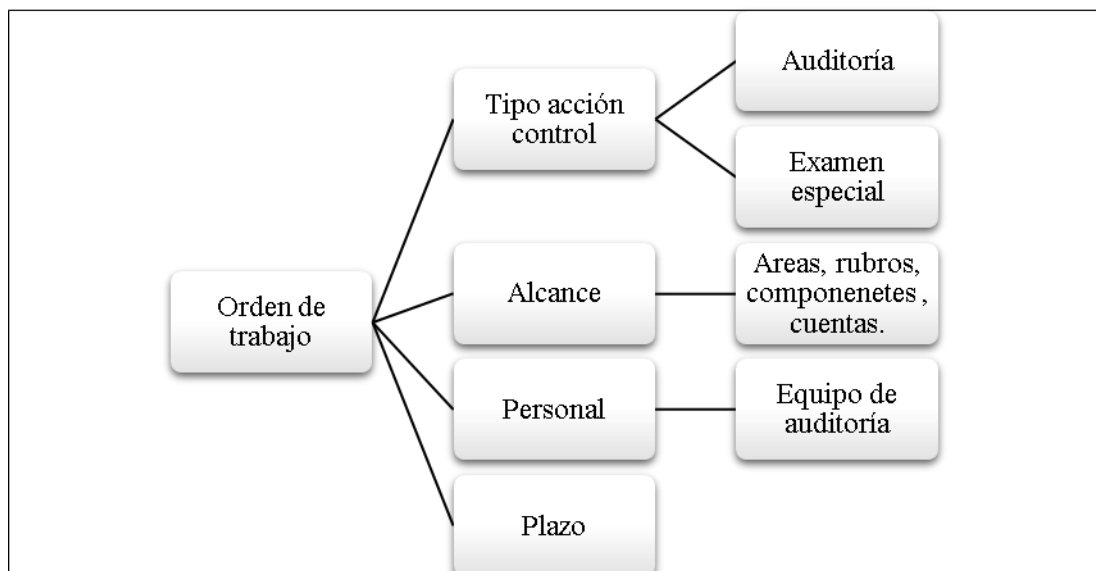 Auditoría
Tipo acción
control
Examen
especial
Orden de
trabajo
Alcance
Areas, rubros,
componenetes ,
cuentas.
Personal
Equipo de
auditoría
Plazo